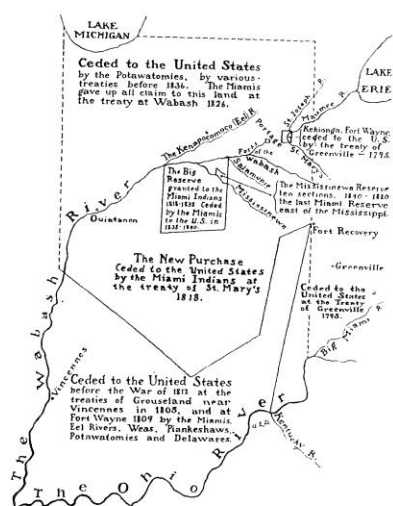 LAKE
MICHIGAN
Ceded to the United States
by the Potawatomies, by various
treaties before 1836. The Miamis
gave up all claim to this land at
the treaty at Wabash 1826.
LAKE
ERIE
St. Joseph R.
Maumee R.
Portage
St. Mary's
Kekionga, Fort Wayne
ceded to the U.S.
by the treaty of
Greenville - 1795.
The Kenapocomoco (Eel) R.
Forks
of the
Wabash
Salamonie
Mississinewa
The Big
Reserve
granted to the
Miami Indians
Ceded
by the Miamis
to the U.S. in
1838-1840.
The Mississinewa Reserve
ten sections.
the last Miami Reserve
east of the Mississippi.
Ouiatanon
Fort Recovery
Greenville
The New Purchase
Ceded to the United States
by the Miami Indians at
the treaty of St. Mary's
1818.
Ceded to the
United States
at the Treaty
of Greenville
1795.
Big Miami R.
Vincennes
Ceded to the United States
before the War of 1812 at the
treaties of Grouseland near
Vincennes in 1805, and at
Fort Wayne 1809 by the Miamis,
Eel Rivers, Weas, Piankeshaws,
Potawatomies and Delawares.
Kentucky R.
The Wabash River
The Ohio River